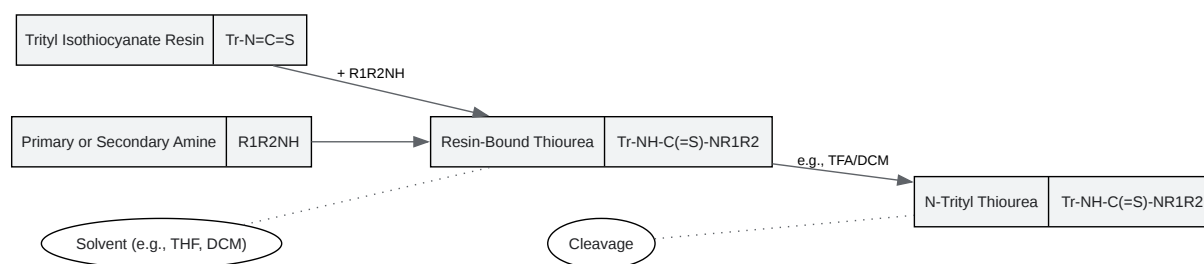 Trityl Isothiocyanate Resin
Tr-N=C=S
+ R1R2NH
Primary or Secondary Amine
R1R2NH
Resin-Bound Thiourea
Tr-NH-C(=S)-NR1R2
e.g., TFA/DCM
N-Trityl Thiourea
Tr-NH-C(=S)-NR1R2
Solvent (e.g., THF, DCM)
Cleavage